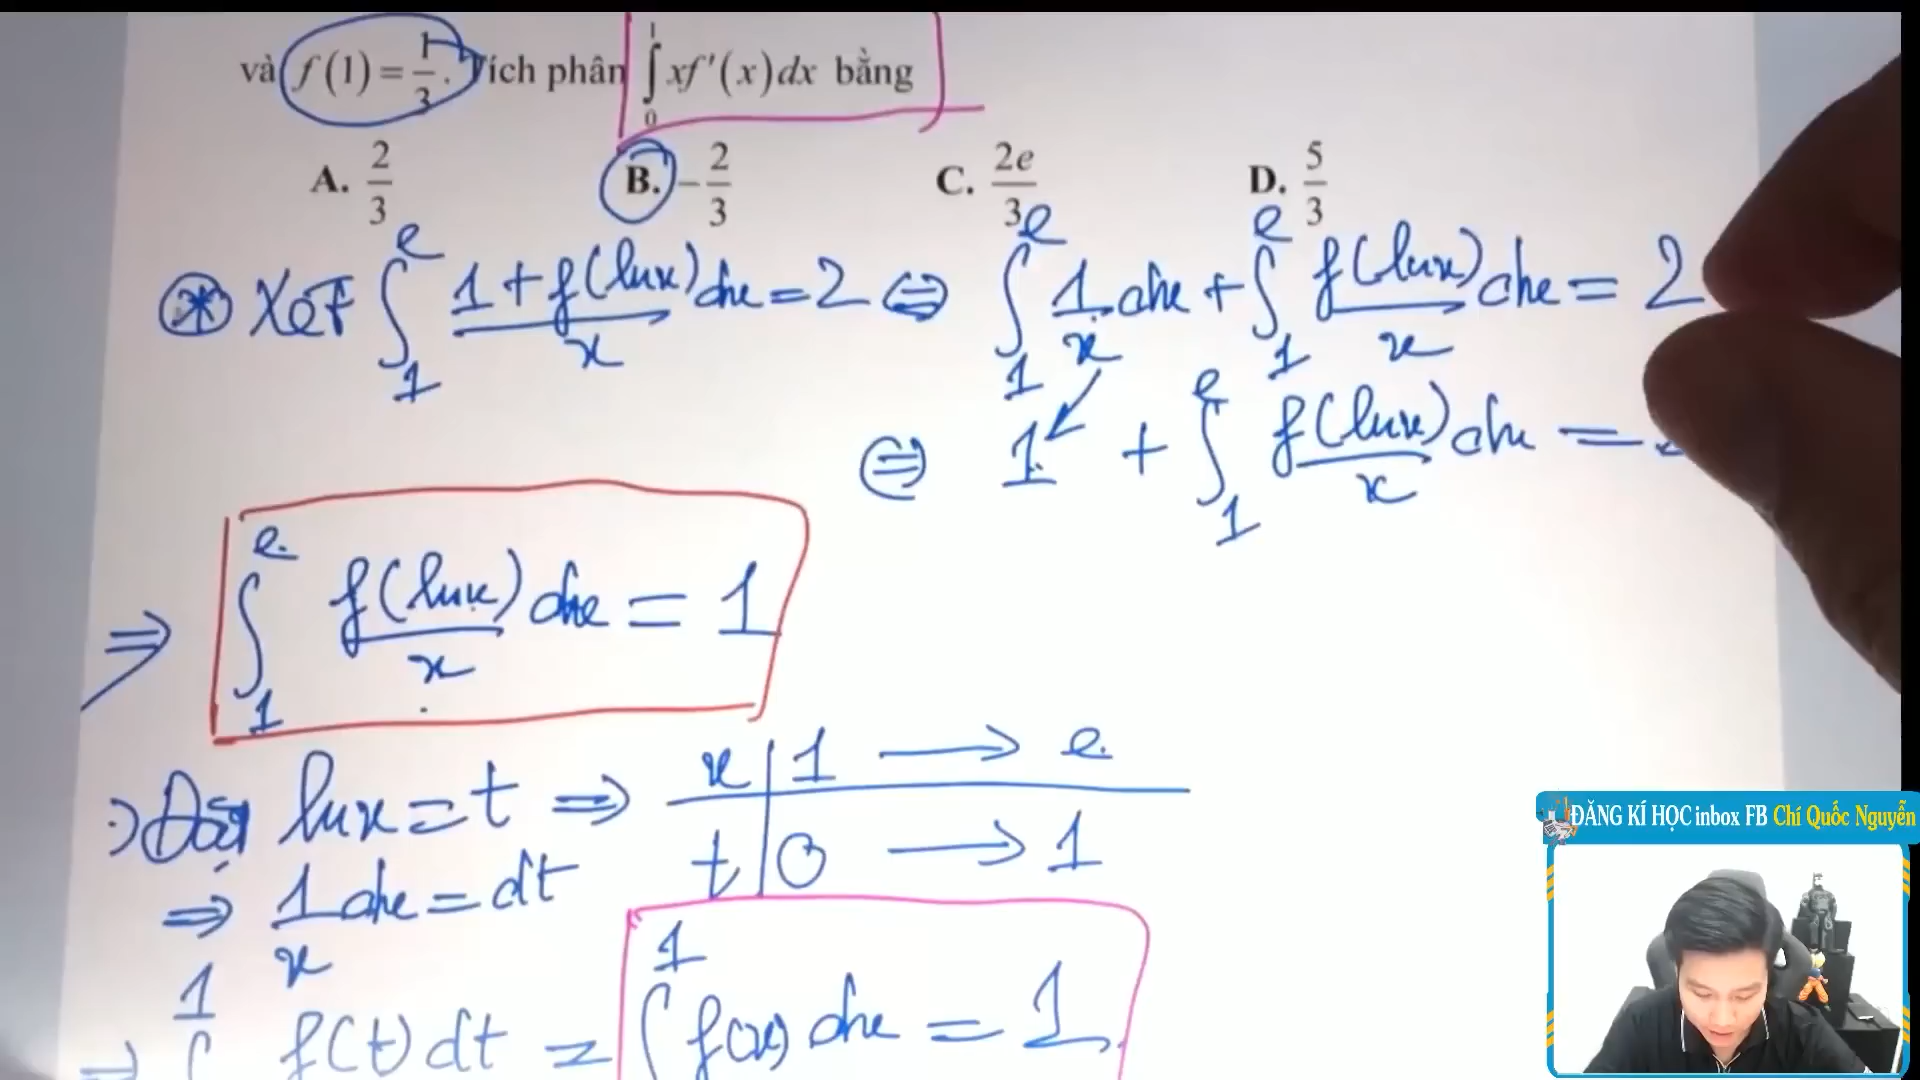 và f(1) = 1/3. Tích phân ∫₀¹ xf'(x)dx bằng
A. 2/3 B. -2/3 C. 2e/3 D. 5/3
* Xét ∫₁ᵉ (1+f(lnx))/x dx = 2 ⇔ ∫₁ᵉ 1/x dx + ∫₁ᵉ f(lnx)/x dx = 2
⇔ 1 + ∫₁ᵉ f(lnx)/x dx =
⇒ ∫₁ᵉ f(lnx)/x dx = 1
Đặt lnx = t ⇒ x | 1 → e
t | 0 → 1
⇒ 1/x dx = dt
⇒ ∫¹ f(t)dt = ∫¹ f(x)dx = 1
ĐĂNG KÍ HỌC inbox FB Chí Quốc Nguyễn